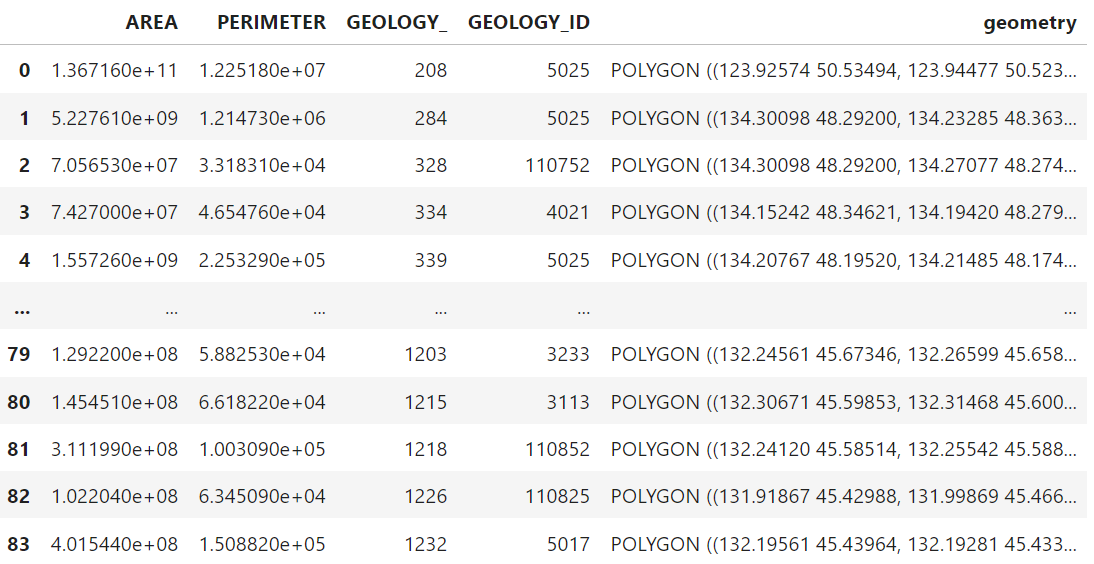 AREA PERIMETER GEOLOGY_ GEOLOGY_ID geometry
0 1.367160e+11 1.225180e+07 208 5025 POLYGON ((123.92574 50.53494, 123.94477 50.523...
1 5.227610e+09 1.214730e+06 284 5025 POLYGON ((134.30098 48.29200, 134.23285 48.363...
2 7.056530e+07 3.318310e+04 328 110752 POLYGON ((134.30098 48.29200, 134.27077 48.274...
3 7.427000e+07 4.654760e+04 334 4021 POLYGON ((134.15242 48.34621, 134.19420 48.279...
4 1.557260e+09 2.253290e+05 339 5025 POLYGON ((134.20767 48.19520, 134.21485 48.174...
... ... ... ... ... ...
79 1.292200e+08 5.882530e+04 1203 3233 POLYGON ((132.24561 45.67346, 132.26599 45.658...
80 1.454510e+08 6.618220e+04 1215 3113 POLYGON ((132.30671 45.59853, 132.31468 45.600...
81 3.111990e+08 1.003090e+05 1218 110852 POLYGON ((132.24120 45.58514, 132.25542 45.588...
82 1.022040e+08 6.345090e+04 1226 110825 POLYGON ((131.91867 45.42988, 131.99869 45.466...
83 4.015440e+08 1.508820e+05 1232 5017 POLYGON ((132.19561 45.43964, 132.19281 45.433...